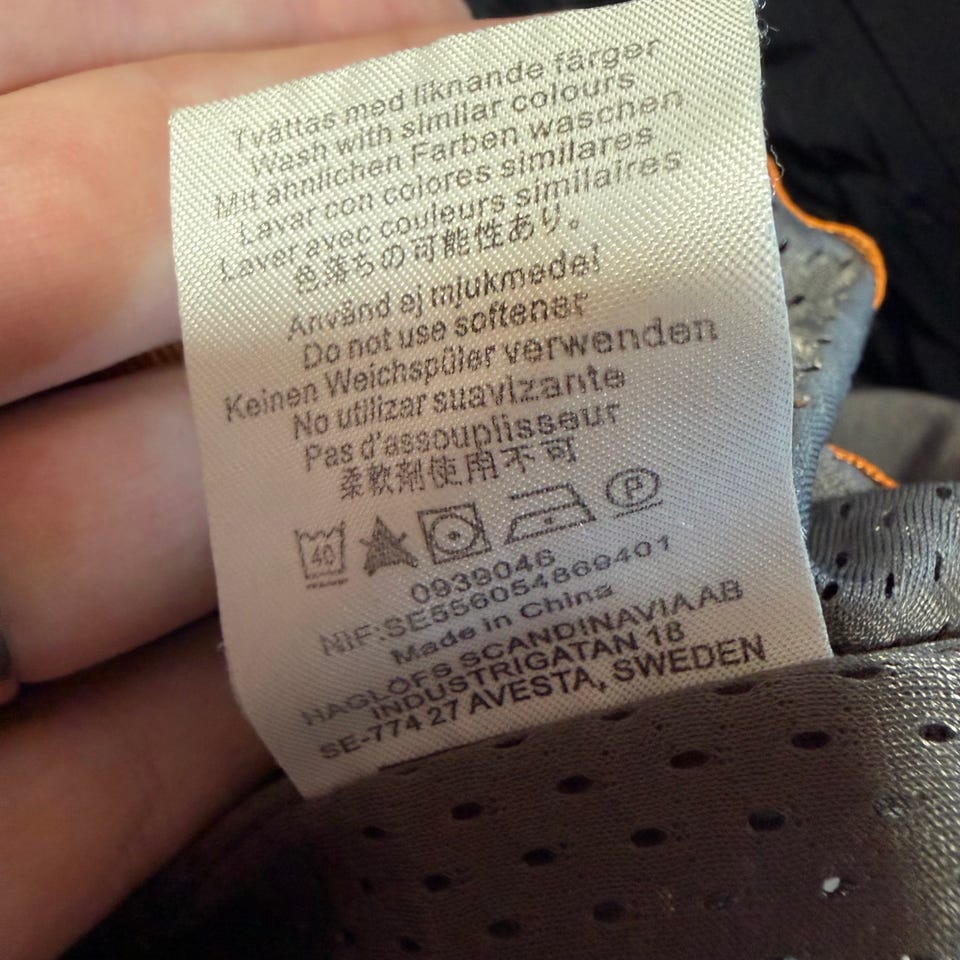 Tvättas med liknande färger
Wash with similar colours
Mit ähnlichen Farben waschen
Lavar con colores similares
Laver avec couleurs similaires
色落ちの可能性あり。
Använd ej mjukmedel
Do not use softener
Keinen Weichspüler verwenden
No utilizar suavizante
Pas d'assouplisseur
柔軟剤使用不可
40 P
0939046
NIF:SE556054869401
Made in China
HAGLÖFS SCANDINAVIA AB
INDUSTRIGATAN 18
SE-774 27 AVESTA, SWEDEN